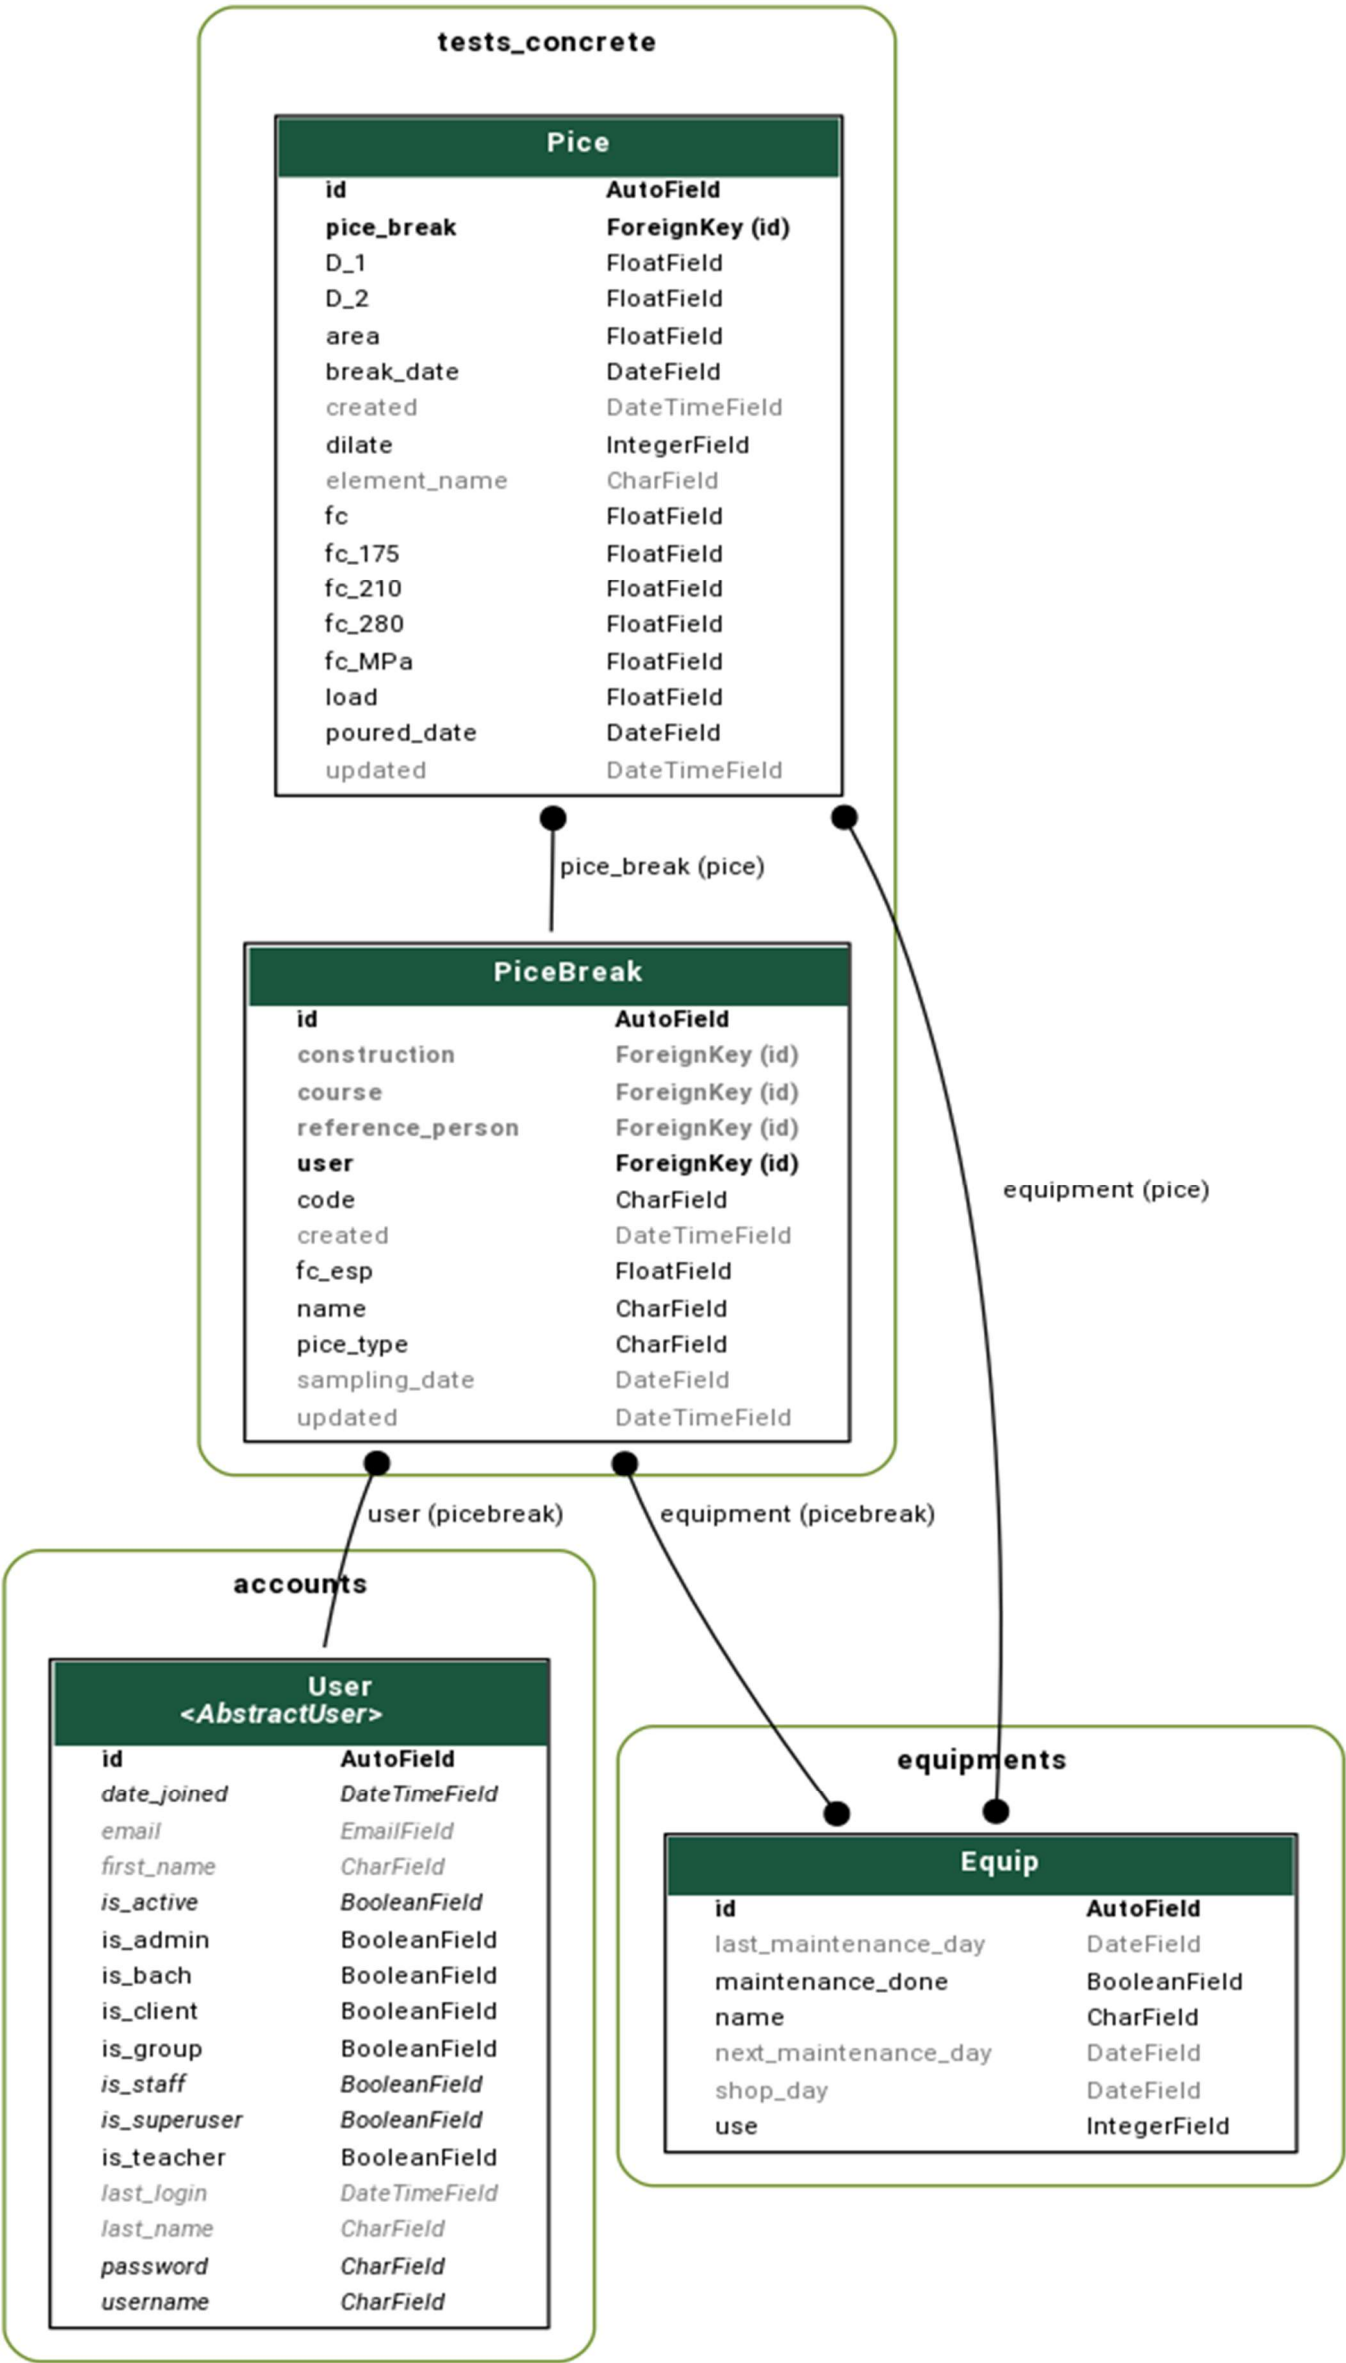 tests_concrete
Pice
id AutoField
pice_break ForeignKey (id)
D_1 FloatField
D_2 FloatField
area FloatField
break_date DateField
created DateTimeField
dilate IntegerField
element_name CharField
fc FloatField
fc_175 FloatField
fc_210 FloatField
fc_280 FloatField
fc_MPa FloatField
load FloatField
poured_date DateField
updated DateTimeField
pice_break (pice)
PiceBreak
id AutoField
construction ForeignKey (id)
course ForeignKey (id)
reference_person ForeignKey (id)
user ForeignKey (id)
code CharField
created DateTimeField
fc_esp FloatField
name CharField
pice_type CharField
sampling_date DateField
updated DateTimeField
equipment (pice)
user (picebreak)
equipment (picebreak)
accounts
User
<AbstractUser>
id AutoField
date_joined DateTimeField
email EmailField
first_name CharField
is_active BooleanField
is_admin BooleanField
is_bach BooleanField
is_client BooleanField
is_group BooleanField
is_staff BooleanField
is_superuser BooleanField
is_teacher BooleanField
last_login DateTimeField
last_name CharField
password CharField
username CharField
equipments
Equip
id AutoField
last_maintenance_day DateField
maintenance_done BooleanField
name CharField
next_maintenance_day DateField
shop_day DateField
use IntegerField